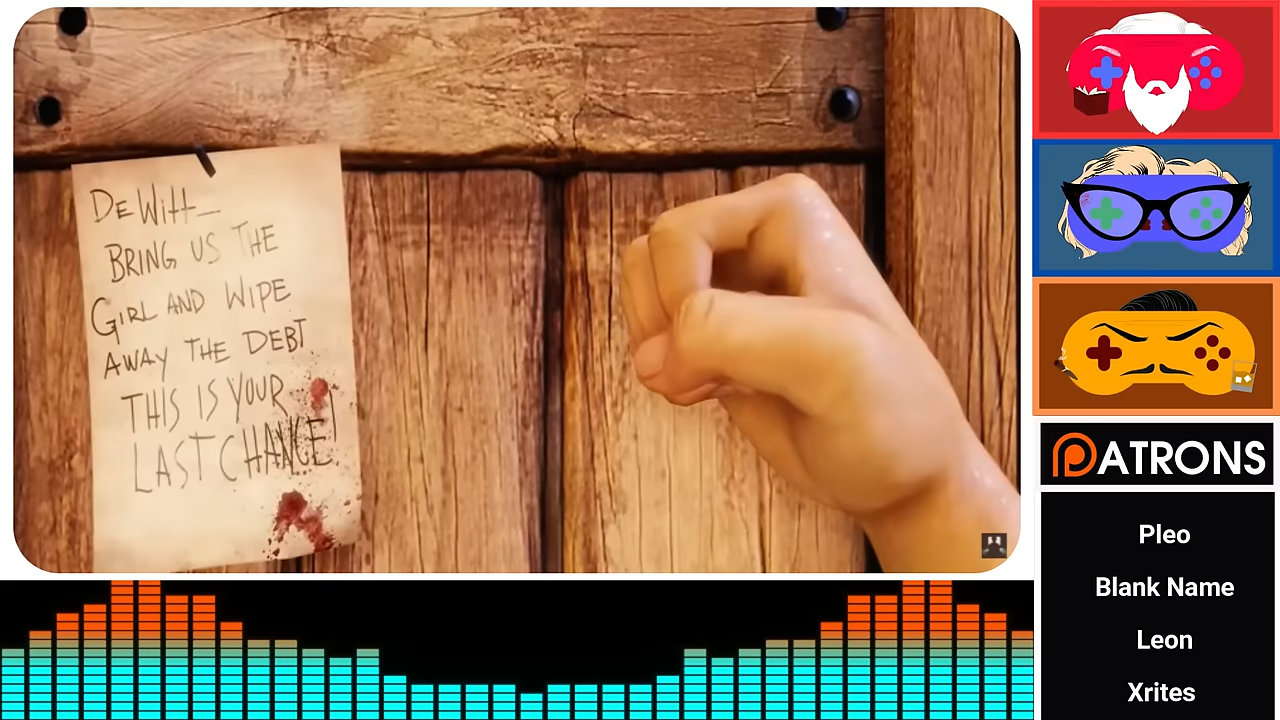 DeWitt—
BRING US THE
GIRL AND WIPE
AWAY THE DEBT
THIS IS YOUR
LAST CHANCE!
PATRONS
Pleo
Blank Name
Leon
Xrites